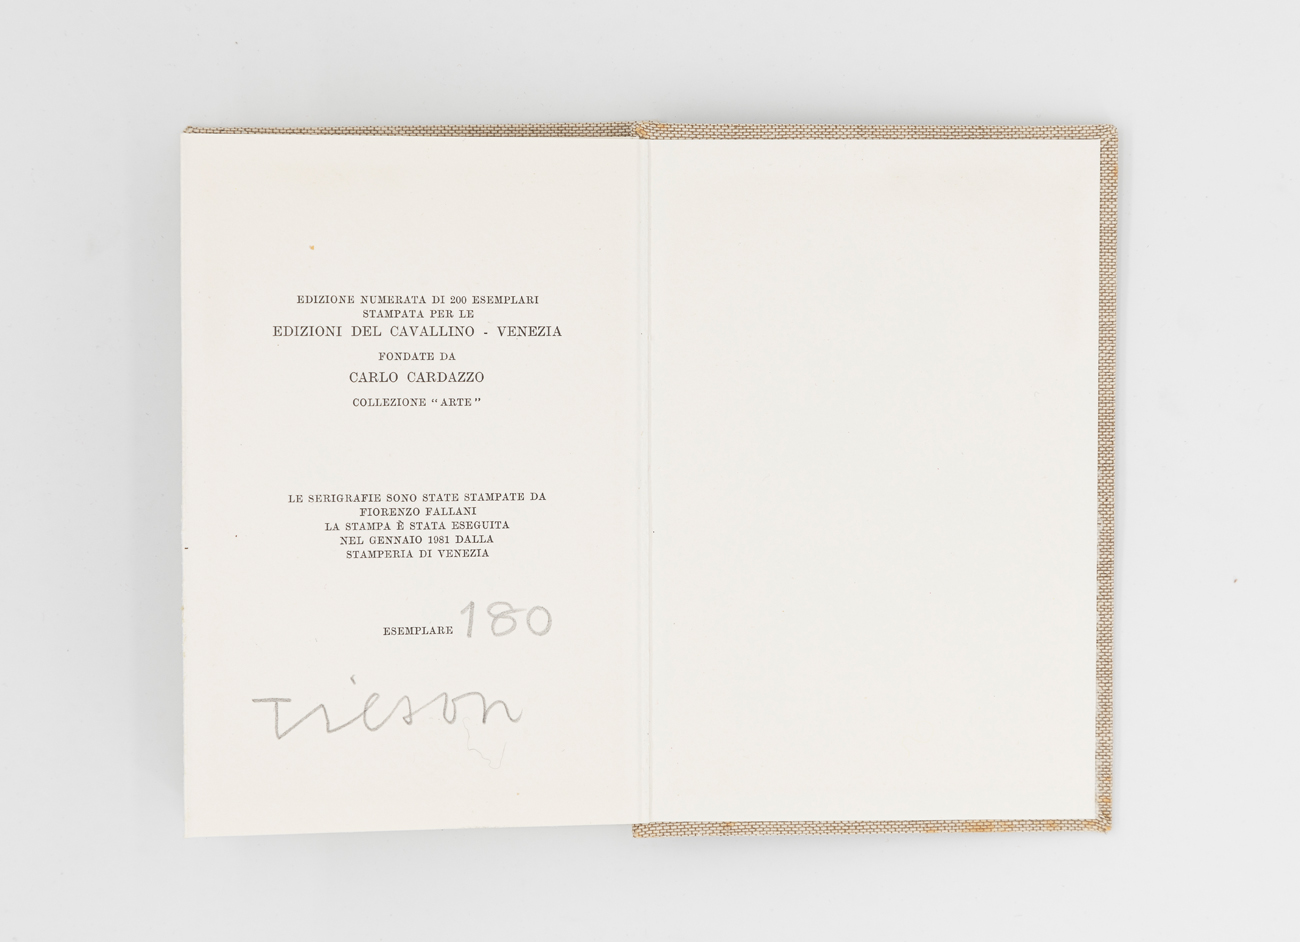 EDIZIONE NUMERATA DI 200 ESEMPLARI
STAMPATA PER LE
EDIZIONI DEL CAVALLINO - VENEZIA
FONDATE DA
CARLO CARDAZZO
COLLEZIONE “ARTE”
LE SERIGRAFIE SONO STATE STAMPATE DA
FIORENZO FALLANI
LA STAMPA È STATA ESEGUITA
NEL GENNAIO 1981 DALLA
STAMPERIA DI VENEZIA
ESEMPLARE 180
Tilson